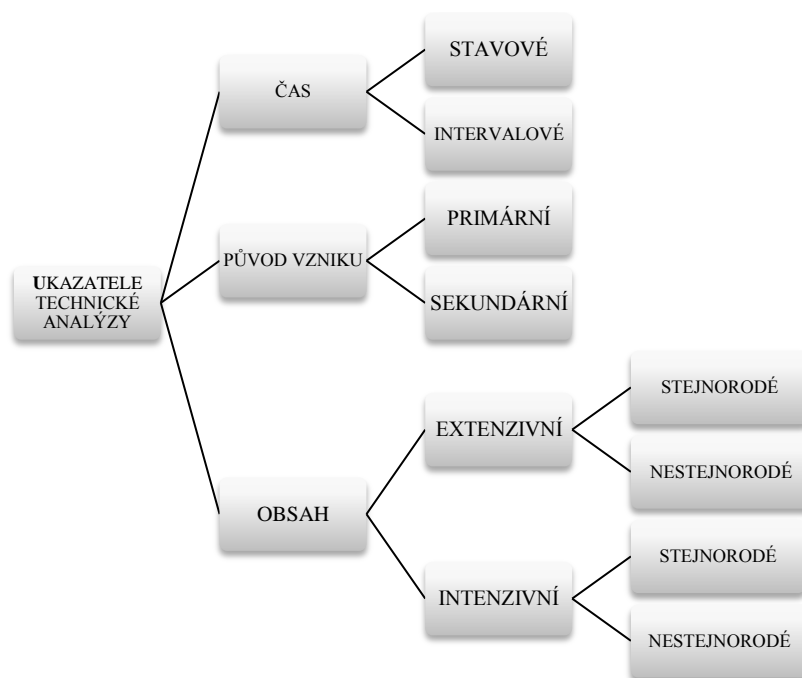 UKAZATELE
TECHNICKÉ
ANALÝZY
ČAS
STAVOVÉ
INTERVALOVÉ
PŮVOD VZNIKU
PRIMÁRNÍ
SEKUNDÁRNÍ
OBSAH
EXTENZIVNÍ
STEJNORODÉ
NESTEJNORODÉ
INTENZIVNÍ
STEJNORODÉ
NESTEJNORODÉ